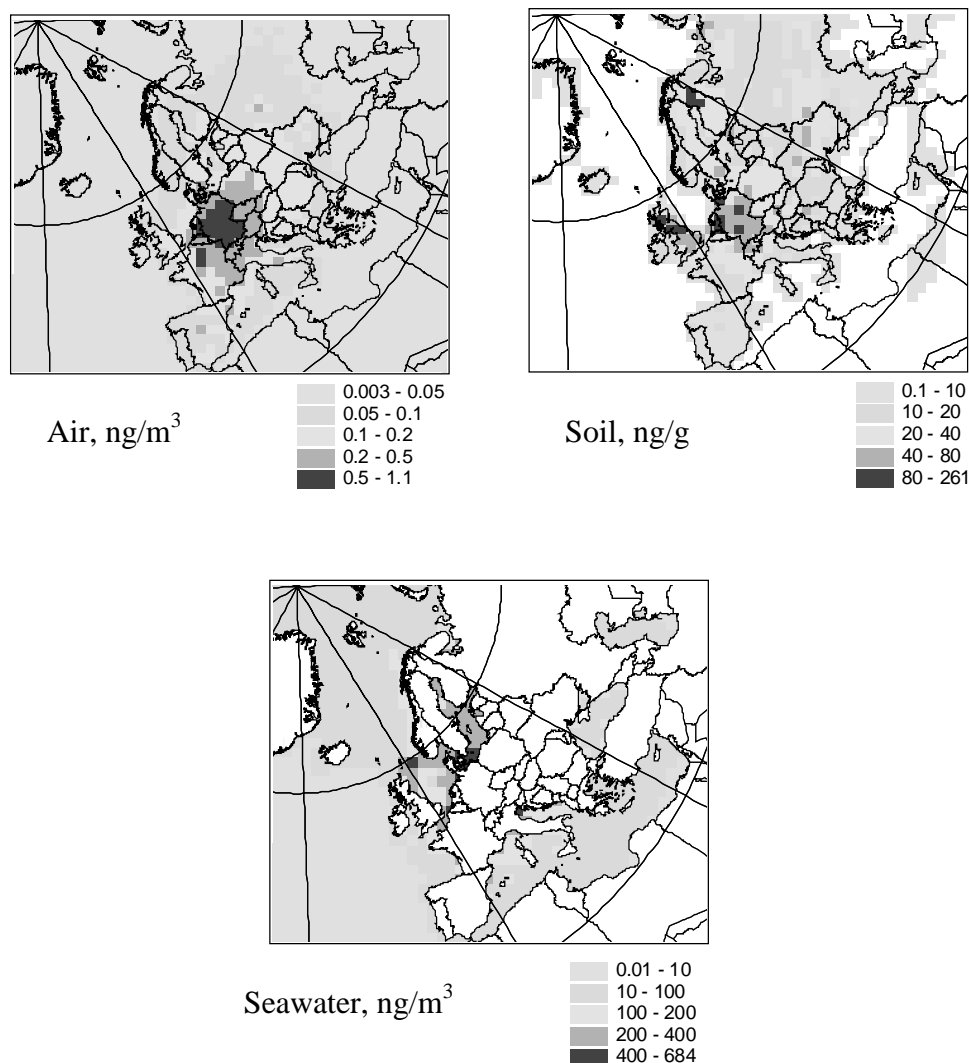 0.003 - 0.05
0.05 - 0.1
0.1 - 0.2
0.2 - 0.5
0.5 - 1.1
Air, ng/m³
0.1 - 10
10 - 20
20 - 40
40 - 80
80 - 261
Soil, ng/g
0.01 - 10
10 - 100
100 - 200
200 - 400
400 - 684
Seawater, ng/m³